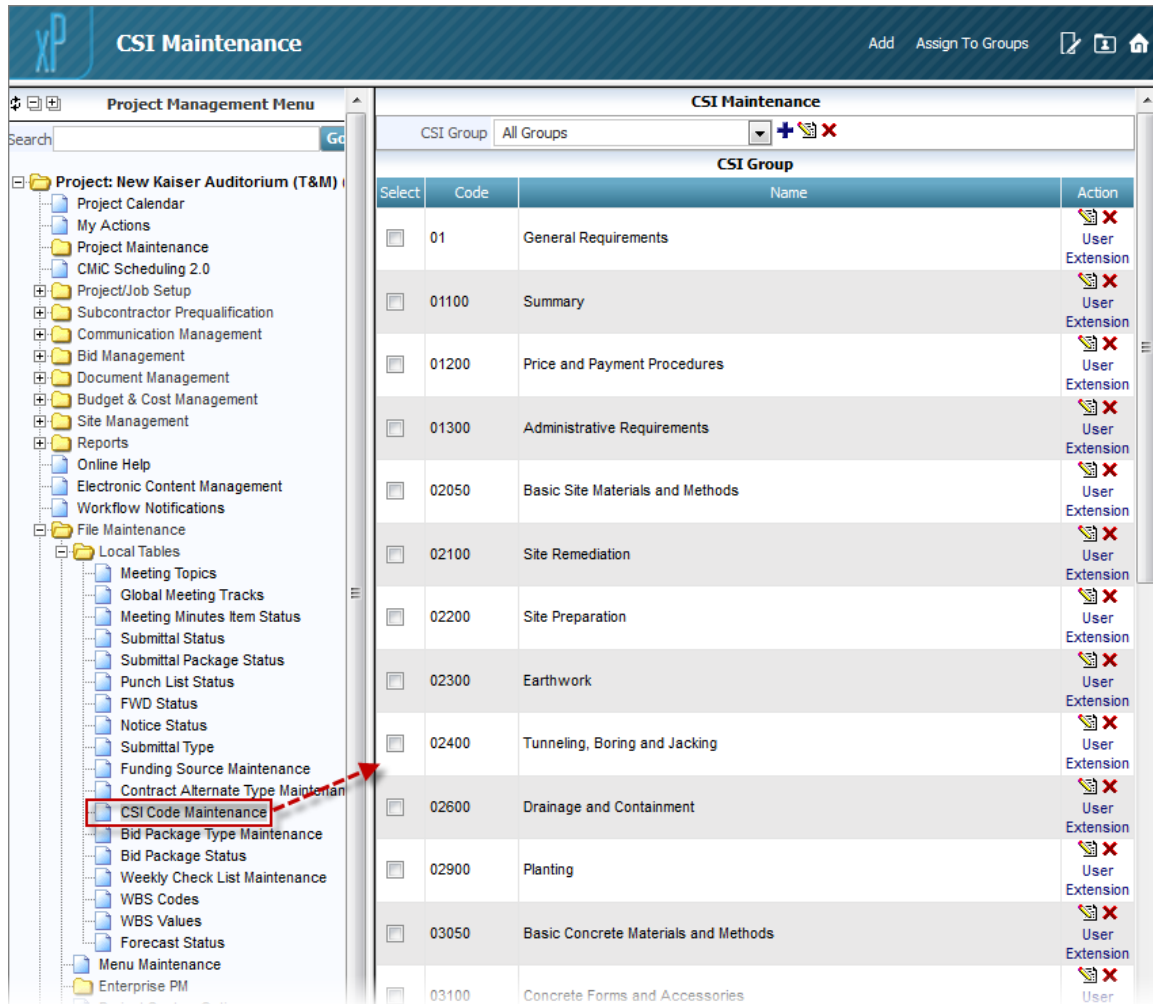 xP
CSI Maintenance
Add Assign To Groups
Project Management Menu
Search Go
Project: New Kaiser Auditorium (T&M)
Project Calendar
My Actions
Project Maintenance
CMiC Scheduling 2.0
Project/Job Setup
Subcontractor Prequalification
Communication Management
Bid Management
Document Management
Budget & Cost Management
Site Management
Reports
Online Help
Electronic Content Management
Workflow Notifications
File Maintenance
Local Tables
Meeting Topics
Global Meeting Tracks
Meeting Minutes Item Status
Submittal Status
Submittal Package Status
Punch List Status
FWD Status
Notice Status
Submittal Type
Funding Source Maintenance
Contract Alternate Type Maintenan
CSI Code Maintenance
Bid Package Type Maintenance
Bid Package Status
Weekly Check List Maintenance
WBS Codes
WBS Values
Forecast Status
Menu Maintenance
Enterprise PM
CSI Maintenance
CSI Group All Groups
CSI Group
Select Code Name Action
01 General Requirements User Extension
01100 Summary User Extension
01200 Price and Payment Procedures User Extension
01300 Administrative Requirements User Extension
02050 Basic Site Materials and Methods User Extension
02100 Site Remediation User Extension
02200 Site Preparation User Extension
02300 Earthwork User Extension
02400 Tunneling, Boring and Jacking User Extension
02600 Drainage and Containment User Extension
02900 Planting User Extension
03050 Basic Concrete Materials and Methods User Extension
03100 Concrete Forms and Accessories User